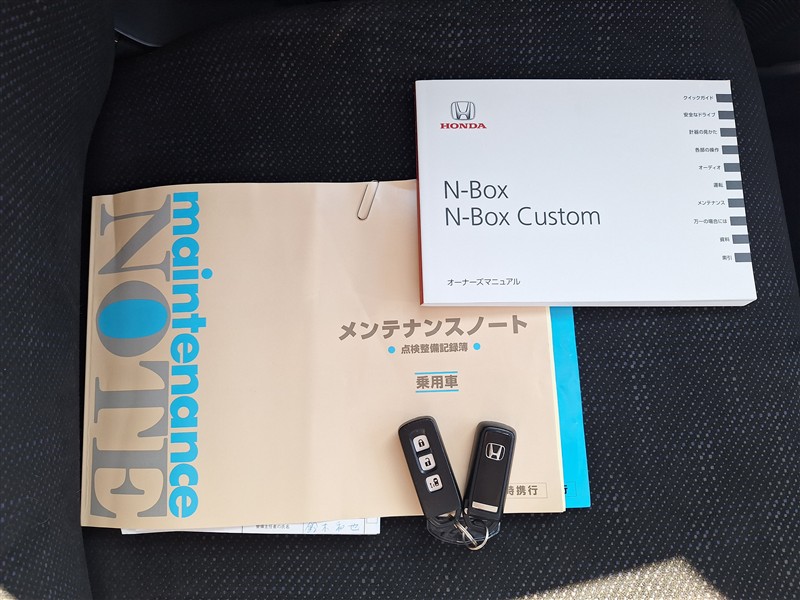 HONDA
N-Box
N-Box Custom
オーナーズマニュアル
クイックガイド
安全なドライブ
計器の見かた
各部の操作
オーディオ
運転
メンテナンス
万一の場合には
資料
索引
maintenance
NOTE
メンテナンスノート
点検整備記録簿
乗用車
時携行
行